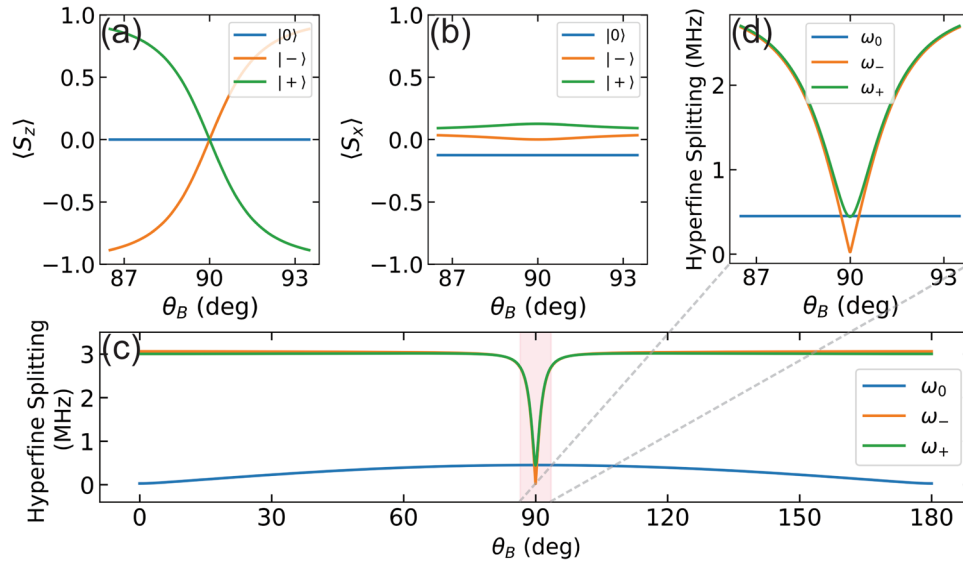 (a)
1.0
0.5
0.0
−0.5
−1.0
⟨S_z⟩
|0⟩
|−⟩
|+⟩
87
90
93
θ_B (deg)
(b)
1.0
0.5
0.0
−0.5
−1.0
⟨S_x⟩
|0⟩
|−⟩
|+⟩
87
90
93
θ_B (deg)
(d)
2
1
0
Hyperfine Splitting (MHz)
ω_0
ω_−
ω_+
87
90
93
θ_B (deg)
(c)
3
2
1
0
Hyperfine Splitting
(MHz)
ω_0
ω_−
ω_+
0
30
60
90
120
150
180
θ_B (deg)